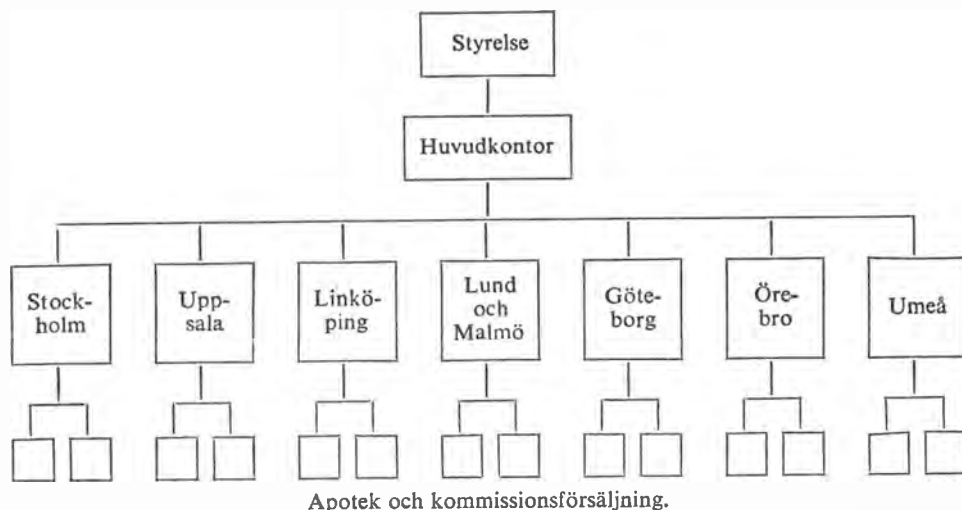 Styrelse
Huvudkontor
Stock-
holm
Upp-
sala
Linkö-
ping
Lund
och
Malmö
Göte-
borg
Öre-
bro
Umeå
Apotek och kommissionsförsäljning.